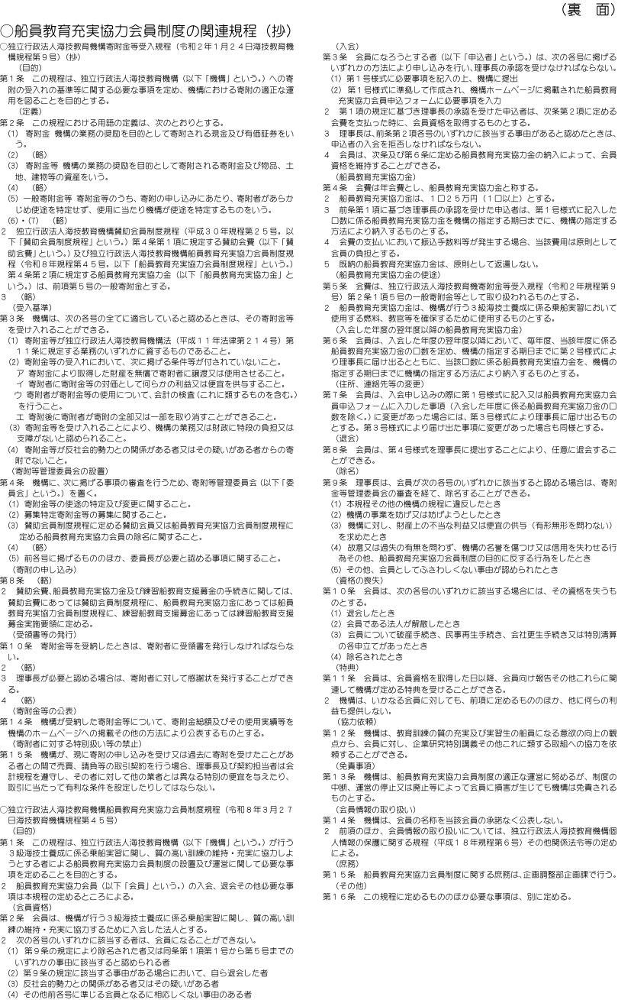 （裏　面）
○船員教育充実協力会員制度の関連規程（抄）
○独立行政法人海技教育機構寄附金等受入規程（令和２年１月２４日海技教育機
構規程第９号）（抄）
（目的）
第１条　この規程は、独立行政法人海技教育機構（以下「機構」という。）への寄
附の受入の基準等に関する必要な事項を定め、機構における寄附の適正な運
用を図ることを目的とする。
（定義）
第２条　この規程における用語の定義は、次のとおりとする。
(1) 寄附金 機構の業務の奨励を目的として寄附される現金及び有価証券をい
う。
(2)　（略）
(3) 寄附金等 機構の業務の奨励を目的として寄附される寄附金及び物品、土
地、建物等の資産をいう。
(4)　（略）
(5) 一般寄附金等 寄附金等のうち、寄附の申し込みにあたり、寄附者があらか
じめ使途を特定せず、使用に当たり機構が使途を特定するものをいう。
(6)・(7)　（略）
２　独立行政法人海技教育機構賛助会員制度規程（平成３０年規程第２５号。以
下「賛助会員制度規程」という。）第４条第１項に規定する賛助会費（以下「賛
助会費」という。）及び独立行政法人海技教育機構船員教育充実協力会員制度規
程（令和８年規程第４５号。以下「船員教育充実協力会員制度規程」という。）
第４条第２項に規定する船員教育充実協力金（以下「船員教育充実協力金」と
いう。）は、前項第５号の一般寄附金とする。
３　（略）
（受入基準）
第３条　機構は、次の各号の全てに適合していると認めるときは、その寄附金等
を受け入れることができる。
(1) 寄附金等が独立行政法人海技教育機構法（平成１１年法律第２１４号）第
１１条に規定する業務のいずれかに資するものであること。
(2) 寄附金等の受入において、次に掲げる条件等が付されていないこと。
ア 寄附金により取得した財産を無償で寄附者に譲渡又は使用させること。
イ 寄附者に寄附金等の対価として何らかの利益又は便宜を供与すること。
ウ 寄附者が寄附金等の使用について、会計の検査（これに類するものを含む。）
を行うこと。
エ 寄附後に寄附者が寄附の全部又は一部を取り消すことができること。
(3) 寄附金等を受け入れることにより、機構の業務又は財政に特段の負担又は
支障がないと認められること。
(4) 寄附金等が反社会的勢力との関係がある者又はその疑いがある者からの寄
附でないこと。
（寄附等管理委員会の設置）
第４条　機構に、次に掲げる事項の審査を行うため、寄附等管理委員会（以下「委
員会」という。）を置く。
(1) 寄附金等の使途の特定及び変更に関すること。
(2) 募集特定寄附金等の募集に関すること。
(3) 賛助会員制度規程に定める賛助会員又は船員教育充実協力会員制度規程に
定める船員教育充実協力会員の除名に関すること。
(4)　（略）
(5) 前各号に掲げるもののほか、委員長が必要と認める事項に関すること。
（寄附の申し込み）
第８条　（略）
２　賛助会費、船員教育充実協力金及び練習船教育支援募金の手続きに関しては、
賛助会費にあっては賛助会員制度規程に、船員教育充実協力金にあっては船員
教育充実協力会員制度規程に、練習船教育支援募金にあっては練習船教育支援
募金実施要領に定める。
（受領書等の発行）
第１０条　寄附金等を受納したときは、寄附者に受領書を発行しなければならな
い。
２　（略）
３　理事長が必要と認める場合は、寄附者に対して感謝状を発行することができ
る。
４　（略）
（寄附金等の公表）
第１４条　機構が受納した寄附金等について、寄附金総額及びその使用実績等を
機構のホームページへの掲載その他の方法により公表するものとする。
（寄附者に対する特別扱い等の禁止）
第１５条　機構が、現に寄附の申し込みを受け又は過去に寄附を受けたことがあ
る者との間で売買、請負等の取引契約を行う場合、理事長及び契約担当者は会
計規程を遵守し、その者に対して他の業者とは異なる特別の便宜を与えたり、
取引に当たって有利な条件を設定したりしてはならない。
○独立行政法人海技教育機構船員教育充実協力会員制度規程（令和８年３月２７
日海技教育機構規程第４５号）
（目的）
第１条　この規程は、独立行政法人海技教育機構（以下「機構」という。）が行う
３級海技士養成に係る乗船実習に関し、質の高い訓練の維持・充実に協力しよ
うとする者による船員教育充実協力会員制度の設置及び運営に関して必要な事
項を定めることを目的とする。
２　船員教育充実協力会員（以下「会員」という。）の入会、退会その他必要な事
項は本規程の定めるところによる。
（会員資格）
第２条　会員は、機構が行う３級海技士養成に係る乗船実習に関し、質の高い訓
練の維持・充実に協力するために入会した法人とする。
２　次の各号のいずれかに該当する者は、会員になることができない。
(1) 第９条の規定により除名された者又は同条第１項第１号から第５号までの
いずれかの事由に該当すると認められる者
(2) 第９条の規定に該当する事由がある場合において、自ら退会した者
(3) 反社会的勢力との関係がある者又はその疑いがある者
(4) その他前各号に準じる会員となるに相応しくない事由のある者
（入会）
第３条　会員になろうとする者（以下「申込者」という。）は、次の各号に掲げる
いずれかの方法により申し込みを行い、理事長の承認を受けなければならない。
(1) 第１号様式に必要事項を記入の上、機構に提出
(2) 第１号様式に準拠して作成され、機構ホームページに掲載された船員教育
充実協力会員申込フォームに必要事項を入力
２　第１項の規定に基づき理事長の承認を受けた申込者は、次条第２項に定める
会費を支払った時に、会員資格を取得するものとする。
３　理事長は、前条第２項各号のいずれかに該当する事由があると認めたときは、
申込者の入会を拒否しなければならない。
４　会員は、次条及び第６条に定める船員教育充実協力金の納入によって、会員
資格を維持することができる。
（船員教育充実協力金）
第４条　会費は年会費とし、船員教育充実協力金と称する。
２　船員教育充実協力金は、１口２５万円（１口以上）とする。
３　前条第１項に基づき理事長の承認を受けた申込者は、第１号様式に記入した
口数に係る船員教育充実協力金を機構の指定する期日までに、機構の指定する
方法により納入するものとする。
４　会費の支払いにおいて振込手数料等が発生する場合、当該費用は原則として
会員の負担とする。
５　既納の船員教育充実協力金は、原則として返還しない。
（船員教育充実協力金の使途）
第５条　会費は、独立行政法人海技教育機構寄附金等受入規程（令和２年規程第９
号）第２条１項５号の一般寄附金等として取り扱われるものとする。
２　船員教育充実協力金は、機構が行う３級海技士養成に係る乗船実習において
使用する燃料、教官等を確保するために使用するものとする。
（入会した年度の翌年度以降の船員教育充実協力金）
第６条　会員は、入会した年度の翌年度以降において、毎年度、当該年度に係る
船員教育充実協力金の口数を定め、機構の指定する期日までに第２号様式によ
り理事長に届け出るとともに、当該口数に係る船員教育充実協力金を、機構の
指定する期日までに機構の指定する方法により納入するものとする。
（住所、連絡先等の変更）
第７条　会員は、入会申し込みの際に第１号様式に記入又は船員教育充実協力会
員申込フォームに入力した事項（入会した年度に係る船員教育充実協力金の口
数を除く。）に変更があった場合には、第３号様式により理事長に届け出るもの
とする。第３号様式により届け出た事項に変更があった場合も同様とする。
（退会）
第８条　会員は、第４号様式を理事長に提出することにより、任意に退会するこ
とができる。
（除名）
第９条　理事長は、会員が次の各号のいずれかに該当すると認める場合は、寄附
金等管理委員会の審査を経て、除名することができる。
(1) 本規程その他の機構の規程に違反したとき
(2) 機構の事業を妨げ又は妨げようとしたとき
(3) 機構に対し、財産上の不当な利益又は便宜の供与（有形無形を問わない）
を求めたとき
(4) 故意又は過失の有無を問わず、機構の名誉を傷つけ又は信用を失わせる行
為その他、船員教育充実協力会員制度の目的に反する行為をしたとき
(5) その他、会員としてふさわしくない事由が認められたとき
（資格の喪失）
第１０条　会員は、次の各号のいずれかに該当する場合には、その資格を失うも
のとする。
(1) 退会したとき
(2) 会員である法人が解散したとき
(3) 会員について破産手続き、民事再生手続き、会社更生手続き又は特別清算
の各申立てがあったとき
(4) 除名されたとき
（特典）
第１１条　会員は、会員資格を取得した日以降、会員向け報告その他これらに関
連して機構が定める特典を受けることができる。
２　機構は、いかなる会員に対しても、前項に定めるもののほか、他に何らの利
益も提供しない。
（協力依頼）
第１２条　機構は、教育訓練の質の充実及び実習生の船員になる意欲の向上の観
点から、会員に対し、企業研究特別講義その他これに類する取組への協力を依
頼することができる。
（免責事項）
第１３条　機構は、船員教育充実協力会員制度の適正な運営に努めるが、制度の
中断、運営の停止又は廃止等によって会員に損害が生じても機構は免責される
ものとする。
（会員情報の取り扱い）
第１４条　機構は、会員の名称を当該会員の承諾なく公表しない。
２　前項のほか、会員情報の取り扱いについては、独立行政法人海技教育機構個
人情報の保護に関する規程（平成１８年規程第６号）その他関係法令等の定め
による。
（庶務）
第１５条　船員教育充実協力会員制度に関する庶務は、企画調整部企画課で行う。
（その他）
第１６条　この規程に定めるもののほか必要な事項は、別に定める。